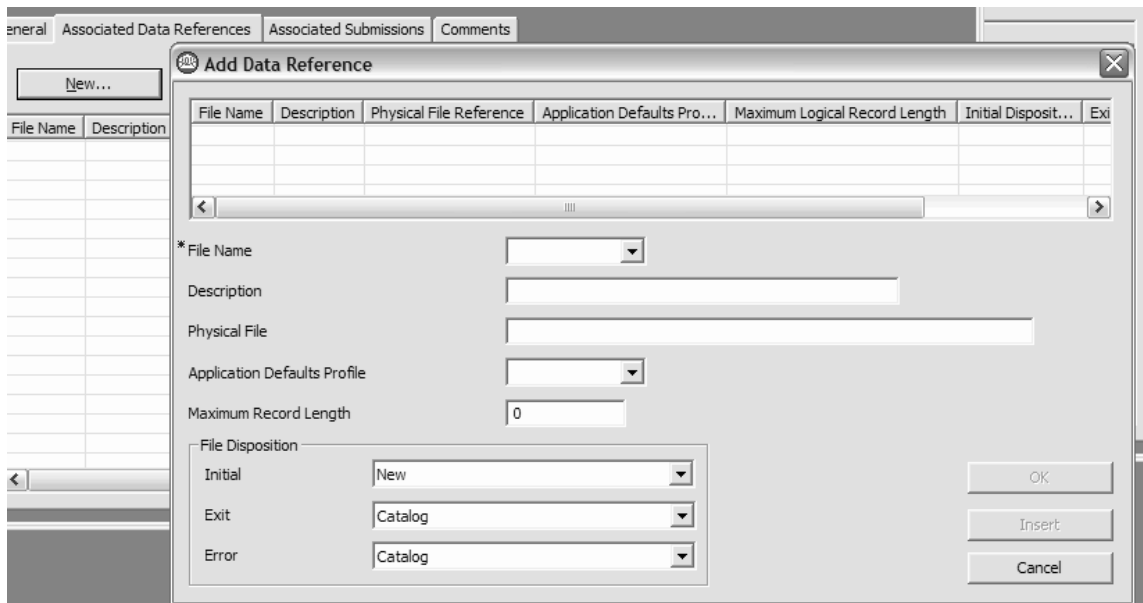 eneral Associated Data References Associated Submissions Comments
New...
File Name Description
Add Data Reference
File Name Description Physical File Reference Application Defaults Pro... Maximum Logical Record Length Initial Disposit... Exi
* File Name
Description
Physical File
Application Defaults Profile
Maximum Record Length 0
File Disposition
Initial New
Exit Catalog
Error Catalog
OK
Insert
Cancel